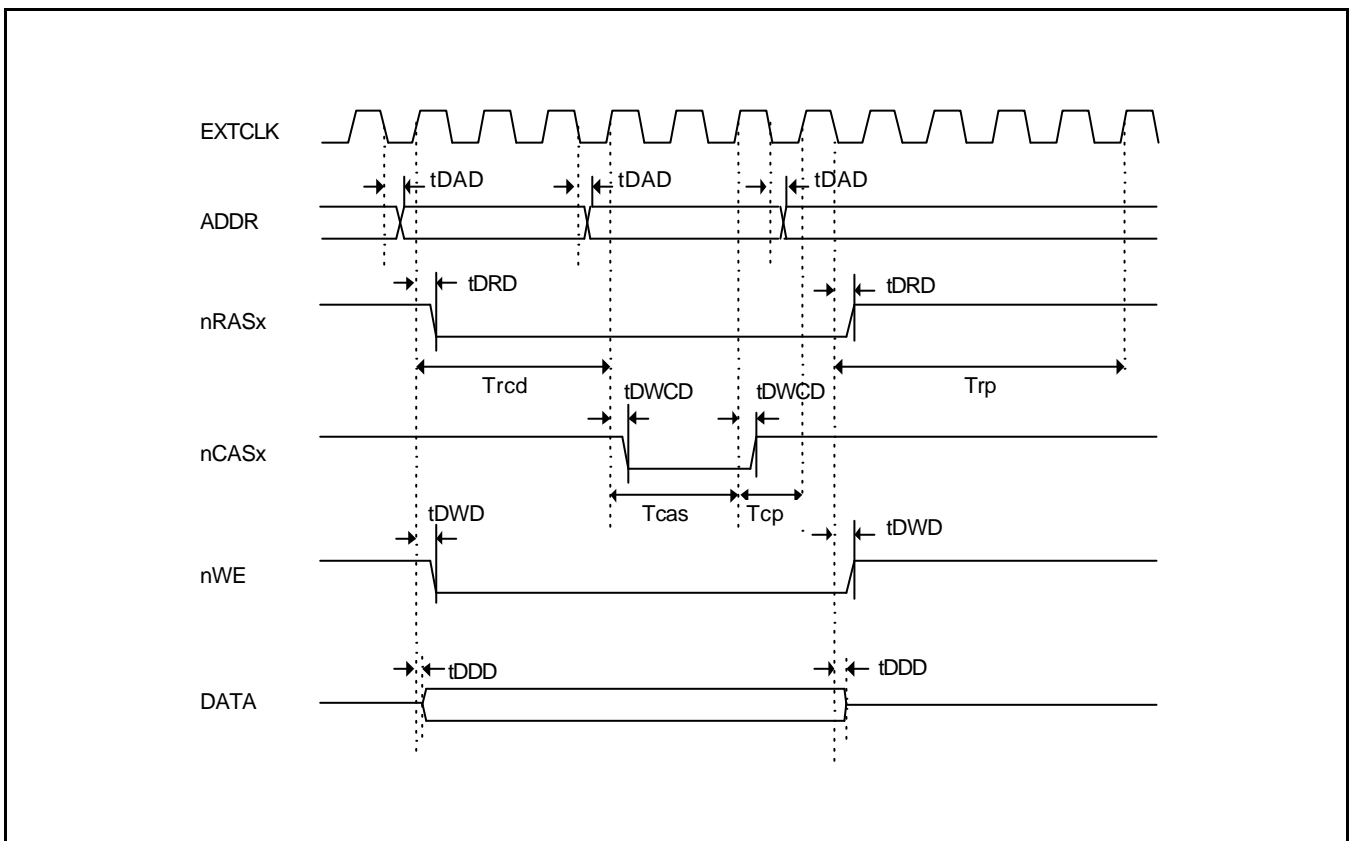 EXTCLK
tDAD tDAD tDAD
ADDR
tDRD tDRD
nRASx
Trcd Trp
tDWCD tDWCD
nCASx
Tcas Tcp
tDWD tDWD
nWE
tDDD tDDD
DATA